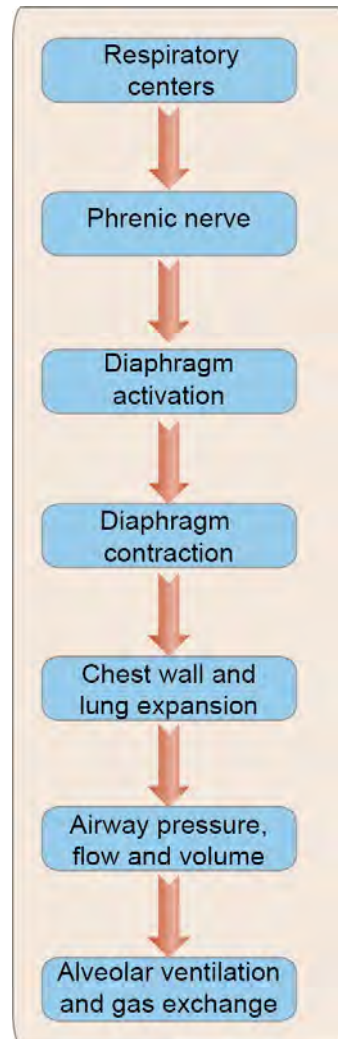 Respiratory
centers
Phrenic nerve
Diaphragm
activation
Diaphragm
contraction
Chest wall and
lung expansion
Airway pressure,
flow and volume
Alveolar ventilation
and gas exchange